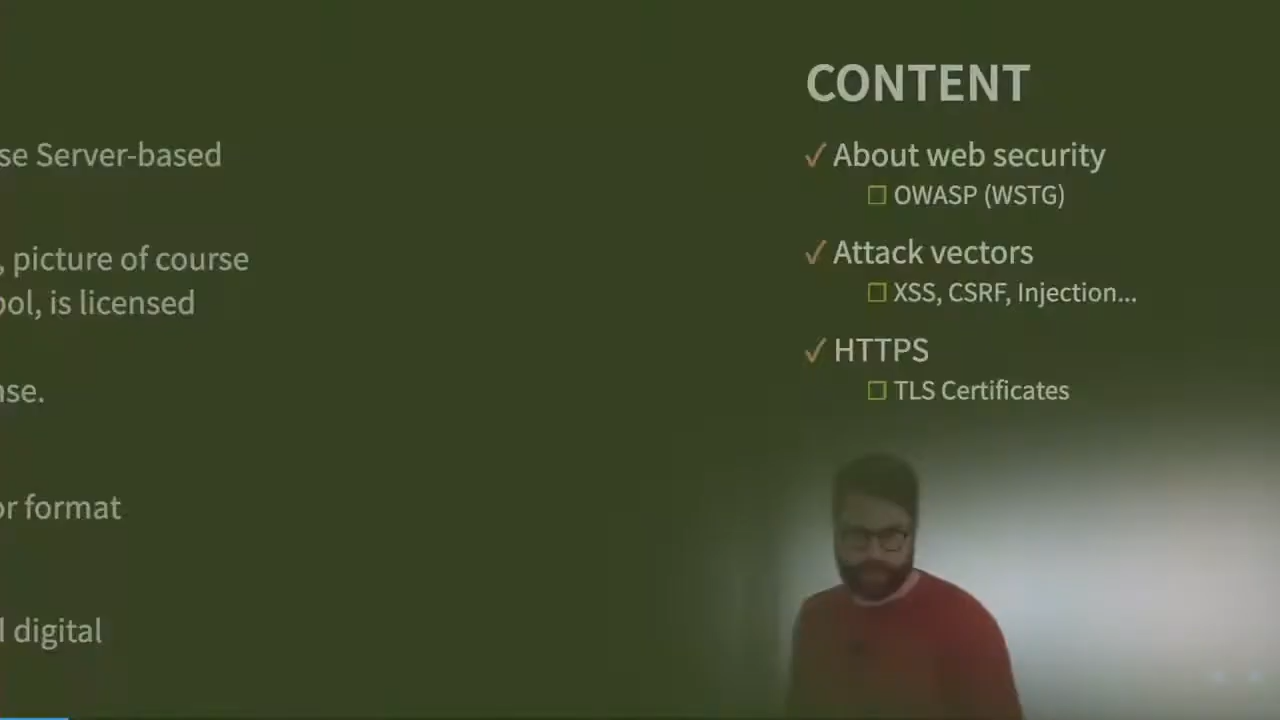 se Server-based
, picture of course
ool, is licensed
nse.
or format
l digital
CONTENT
✓ About web security
☐ OWASP (WSTG)
✓ Attack vectors
☐ XSS, CSRF, Injection...
✓ HTTPS
☐ TLS Certificates